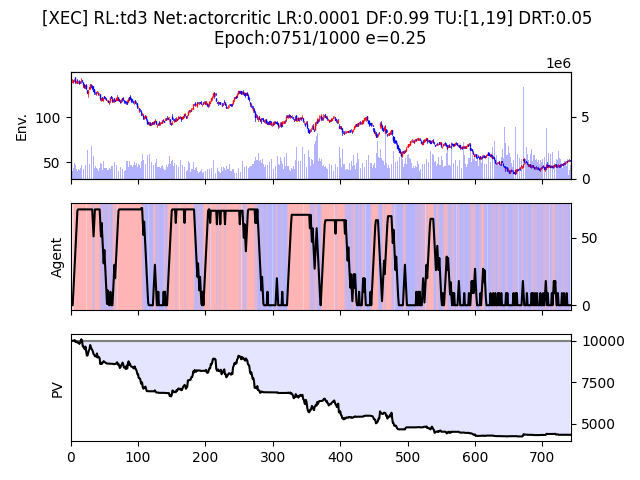 [XEC] RL:td3 Net:actorcritic LR:0.0001 DF:0.99 TU:[1,19] DRT:0.05
Epoch:0751/1000 e=0.25
1e6
Env.
100
50
5
0
Agent
50
0
PV
10000
7500
5000
0 100 200 300 400 500 600 700